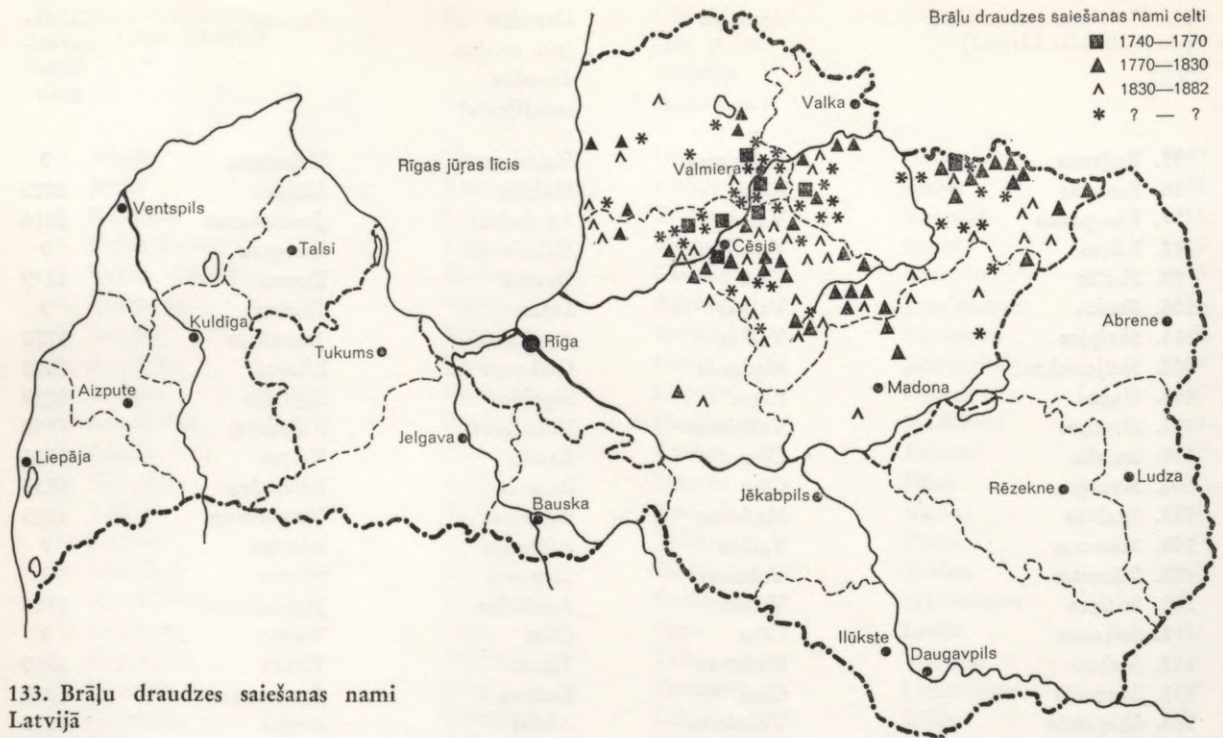 Brāļu draudzes saiešanas nami celti
1740—1770
1770—1830
1830—1882
? — ?
Valka
Rīgas jūras līcis
Valmiera
Ventspils
Talsi
Cēsis
Kuldīga
Rīga
Abrene
Tukums
Aizpute
Madona
Jelgava
Liepāja
Ludza
Rēzekne
Jēkabpils
Bauska
Ilūkste
Daugavpils
133. Brāļu draudzes saiešanas nami
Latvijā